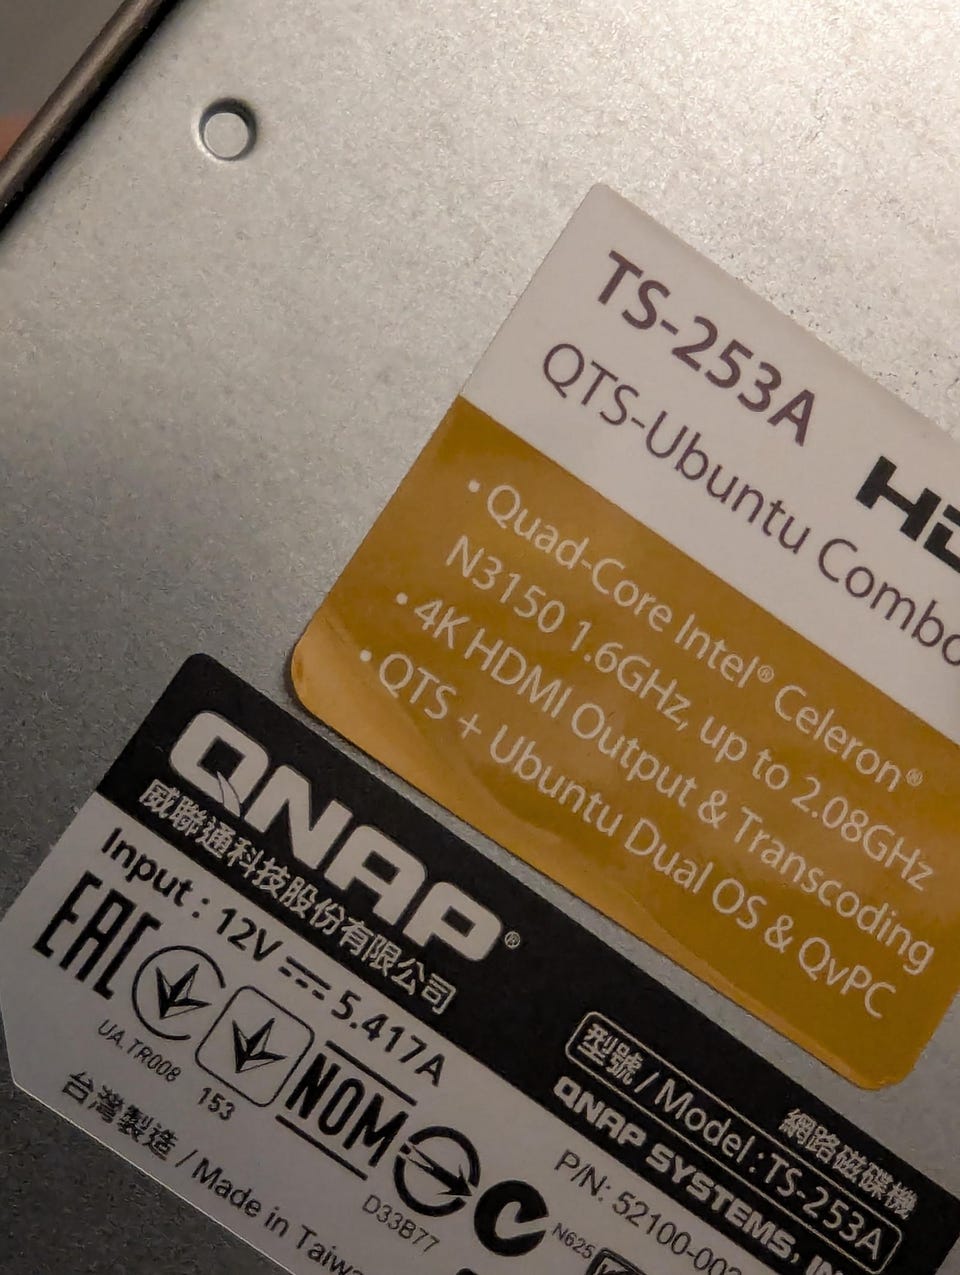 TS-253A
QTS-Ubuntu Combo
• Quad-Core Intel® Celeron®
N3150 1.6GHz, up to 2.08GHz
• 4K HDMI Output & Transcoding
• QTS + Ubuntu Dual OS & QvPC
QNAP®
威聯通科技股份有限公司
Input : 12V ⎓ 5.417A
EAC
UA.TR008
153
NOM
D33B77
N625
台灣製造 / Made in
網路磁碟機
型號 / Model : TS-253A
QNAP SYSTEMS,
P/N: 52100-002